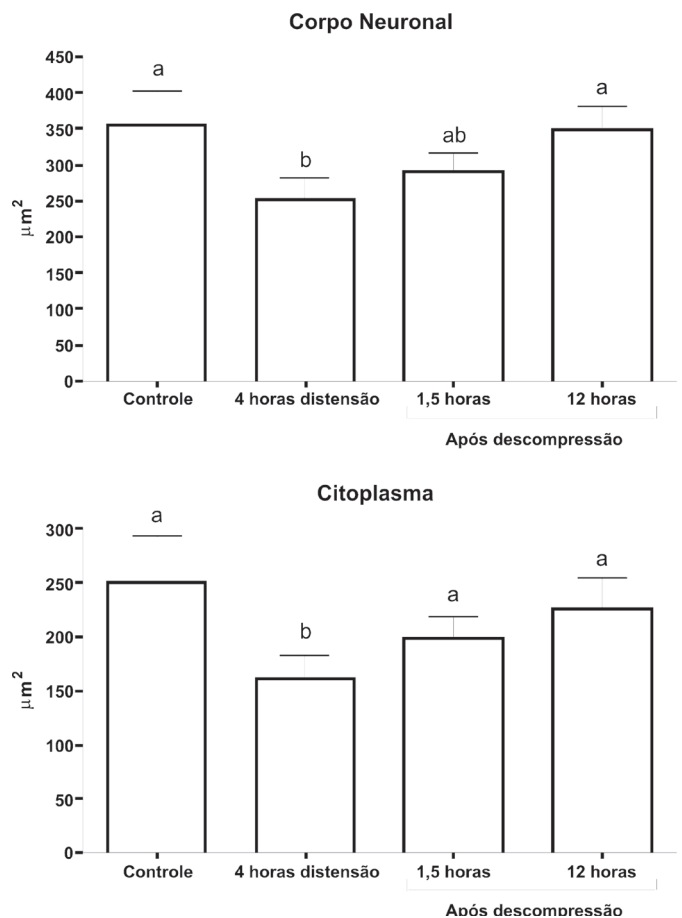 Corpo Neuronal
450
400
350
300
250
200
150
100
50
0
μm²
a
b
ab
a
Controle
4 horas distensão
1,5 horas
12 horas
Após descompressão
Citoplasma
300
250
200
150
100
50
0
μm²
a
b
a
a
Controle
4 horas distensão
1,5 horas
12 horas
Após descompressão